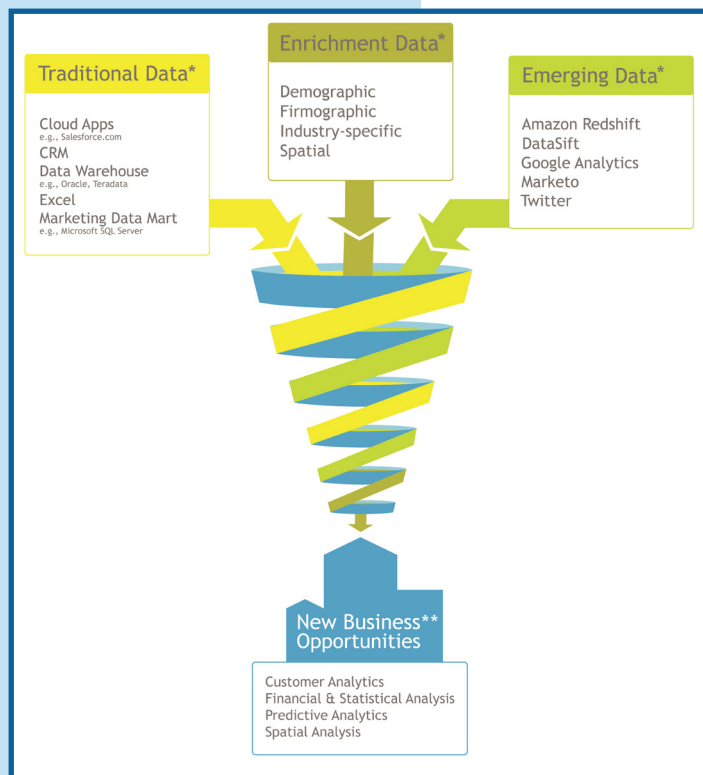 Traditional Data*
Cloud Apps
e.g., Salesforce.com
CRM
Data Warehouse
e.g., Oracle, Teradata
Excel
Marketing Data Mart
e.g., Microsoft SQL Server
Enrichment Data*
Demographic
Firmographic
Industry-specific
Spatial
Emerging Data*
Amazon Redshift
DataSift
Google Analytics
Marketo
Twitter
New Business**
Opportunities
Customer Analytics
Financial & Statistical Analysis
Predictive Analytics
Spatial Analysis